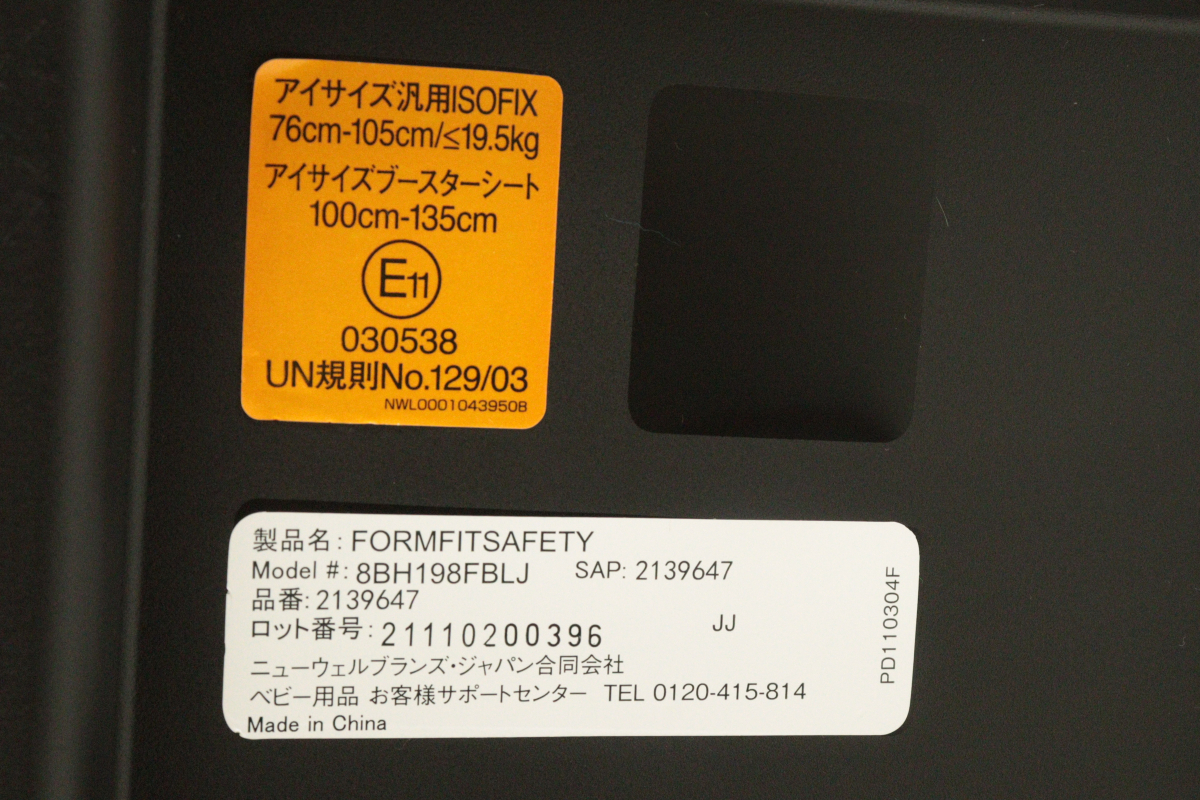 アイサイズ汎用ISOFIX
76cm-105cm/≤19.5kg
アイサイズブースターシート
100cm-135cm
E11
030538
UN規則No.129/03
NWL0001043950B
製品名: FORMFITSAFETY
Model #: 8BH198FBLJ SAP: 2139647
品番: 2139647
ロット番号: 21110200396 JJ
ニューウェルブランズ・ジャパン合同会社
ベビー用品 お客様サポートセンター TEL 0120-415-814
Made in China
PD110304F